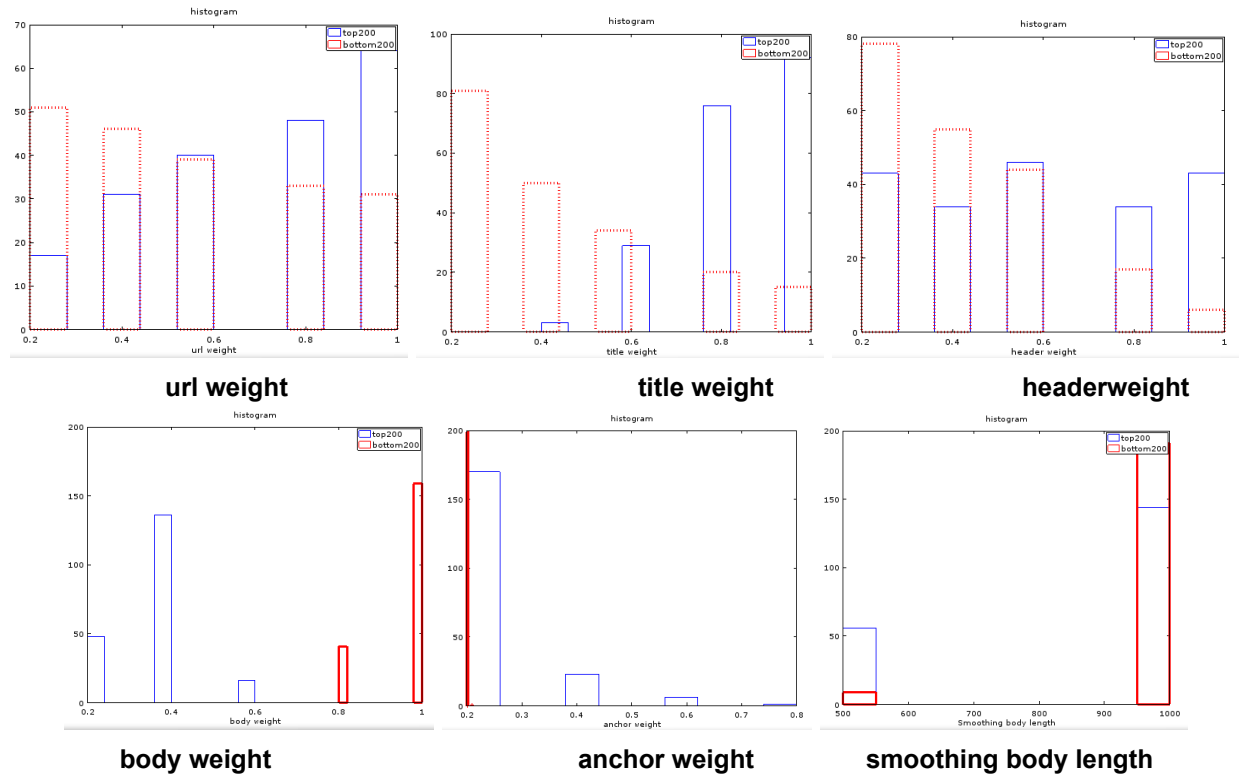 histogram
70
60
50
40
30
20
10
0
0.2 0.4 0.6 0.8 1
top200
bottom200
url weight
histogram
100
80
60
40
20
0
0.2 0.4 0.6 0.8 1
top200
bottom200
title weight
histogram
80
60
40
20
0
0.2 0.4 0.6 0.8 1
top200
bottom200
header weight
url weight title weight headerweight
histogram
200
150
100
50
0
0.2 0.4 0.6 0.8 1
top200
bottom200
body weight
histogram
200
150
100
50
0
0.2 0.3 0.4 0.5 0.6 0.7 0.8
top200
bottom200
anchor weight
histogram
200
150
100
50
0
500 600 700 800 900 1000
top200
bottom200
Smoothing body length
body weight anchor weight smoothing body length